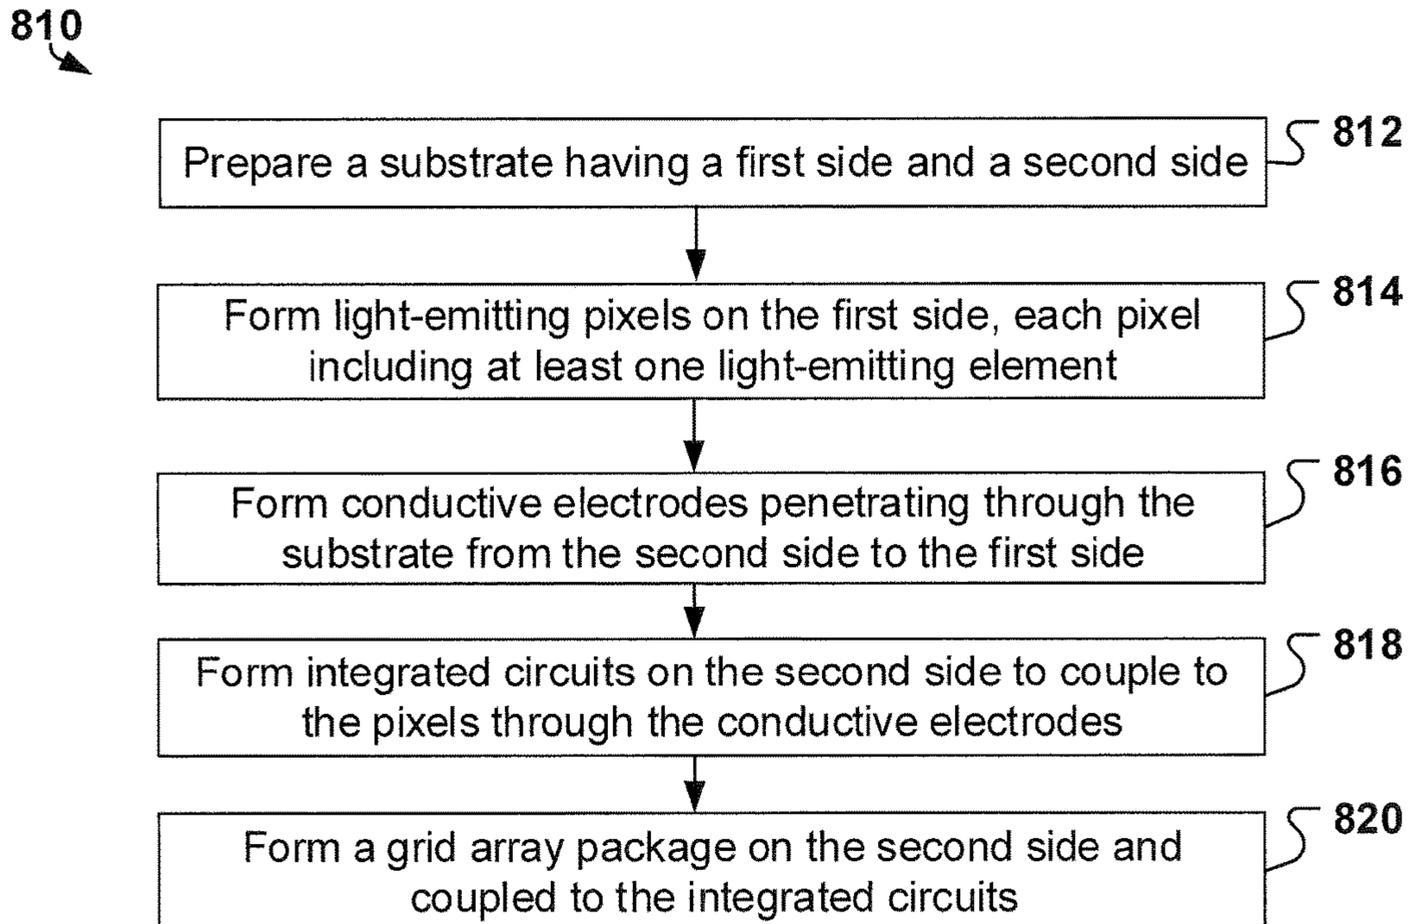 810
812
Prepare a substrate having a first side and a second side
814
Form light-emitting pixels on the first side, each pixel
including at least one light-emitting element
816
Form conductive electrodes penetrating through the
substrate from the second side to the first side
818
Form integrated circuits on the second side to couple to
the pixels through the conductive electrodes
820
Form a grid array package on the second side and
coupled to the integrated circuits